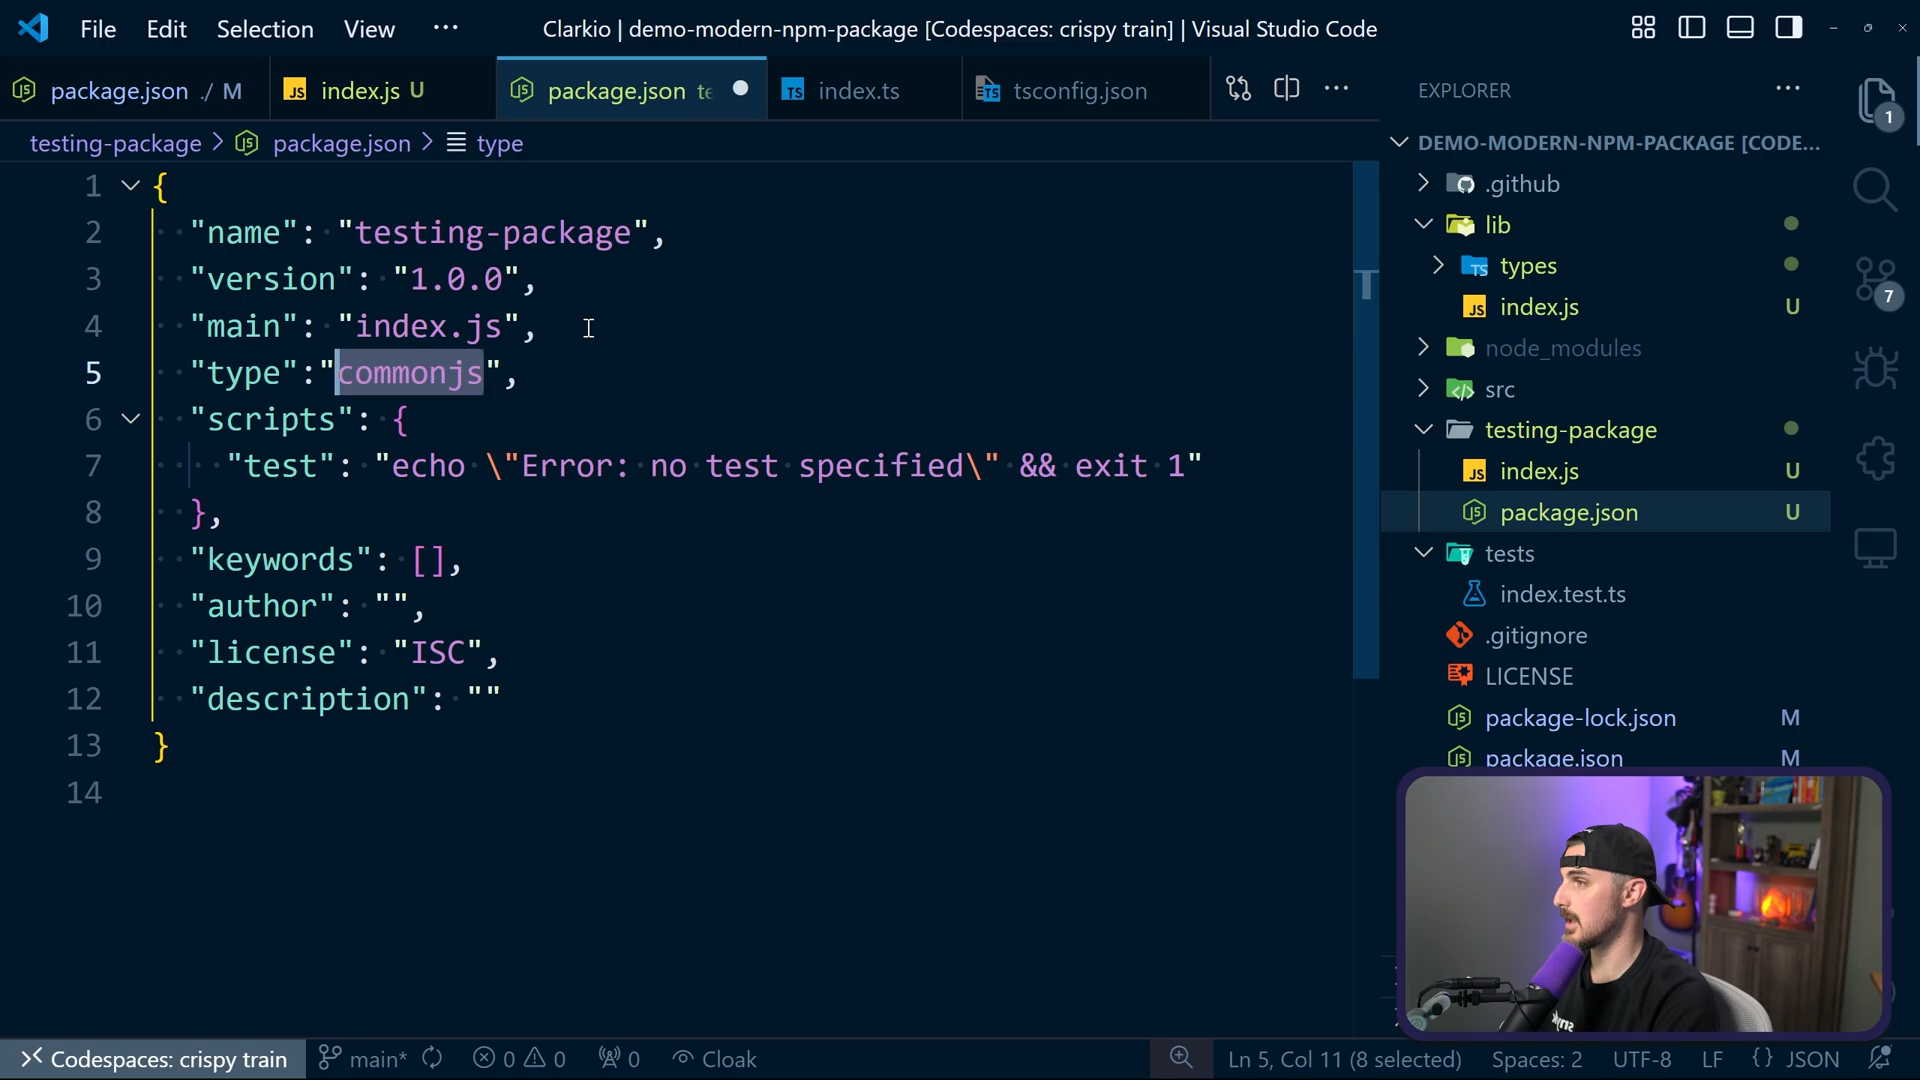 File Edit Selection View ··· Clarkio | demo-modern-npm-package [Codespaces: crispy train] | Visual Studio Code
package.json ./ M index.js U package.json te index.ts tsconfig.json ···
testing-package > package.json > type
1 {
2 "name": "testing-package",
3 "version": "1.0.0",
4 "main": "index.js",
5 "type":"commonjs",
6 "scripts": {
7 "test": "echo \"Error: no test specified\" && exit 1"
8 },
9 "keywords": [],
10 "author": "",
11 "license": "ISC",
12 "description": ""
13 }
14
EXPLORER ···
DEMO-MODERN-NPM-PACKAGE [CODE...
.github
lib
types
index.js U
node_modules
src
testing-package
index.js U
package.json U
tests
index.test.ts
.gitignore
LICENSE
package-lock.json M
package.json M
1
7
Codespaces: crispy train main* 0 0 0 Cloak Ln 5, Col 11 (8 selected) Spaces: 2 UTF-8 LF {} JSON